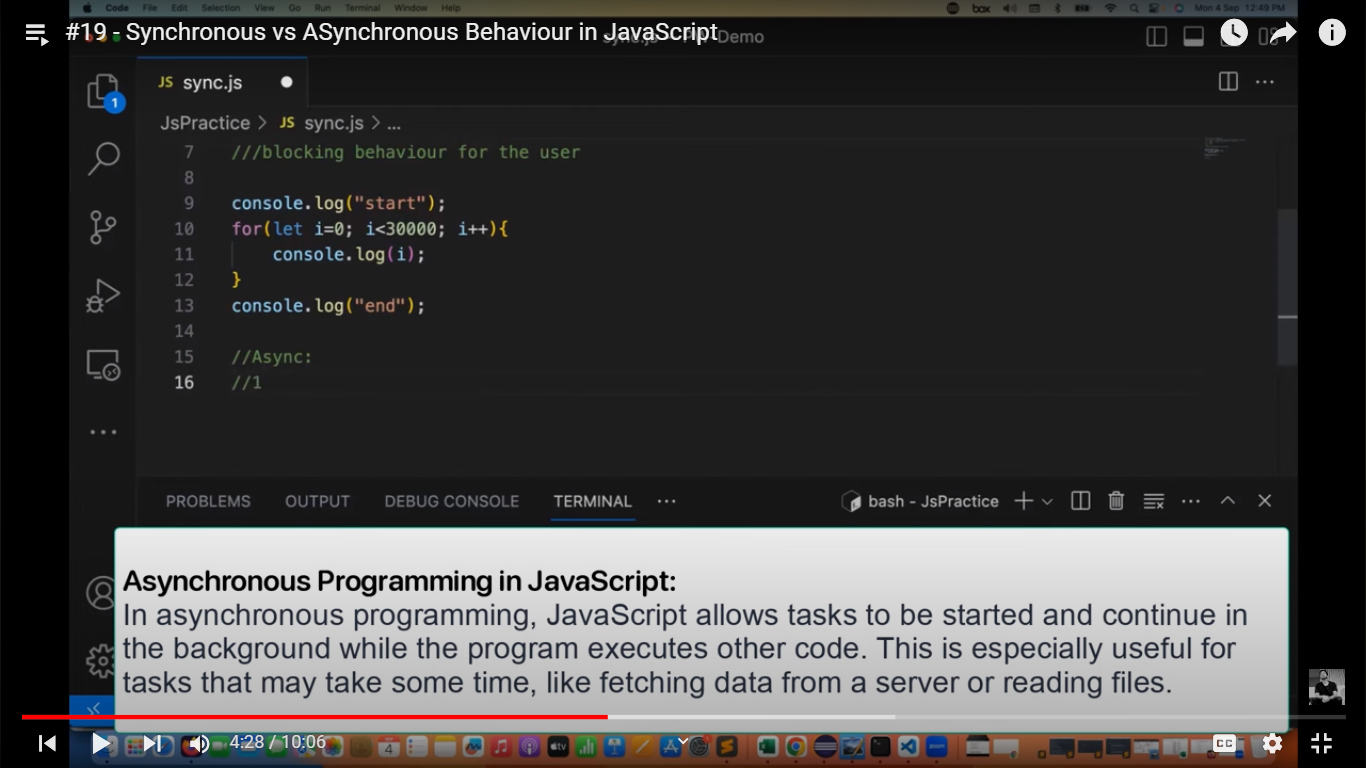 Code File Edit Selection View Go Run Terminal Window Help
box Mon 4 Sep 12:49 PM
#19 - Synchronous vs ASynchronous Behaviour in JavaScript
Demo
JS sync.js
1
JsPractice > JS sync.js > ...
7 ///blocking behaviour for the user
8
9 console.log("start");
10 for(let i=0; i<30000; i++){
11 console.log(i);
12 }
13 console.log("end");
14
15 //Async:
16 //1
PROBLEMS OUTPUT DEBUG CONSOLE TERMINAL ... bash - JsPractice
Asynchronous Programming in JavaScript:
In asynchronous programming, JavaScript allows tasks to be started and continue in
the background while the program executes other code. This is especially useful for
tasks that may take some time, like fetching data from a server or reading files.
4:28 / 10:06
CC